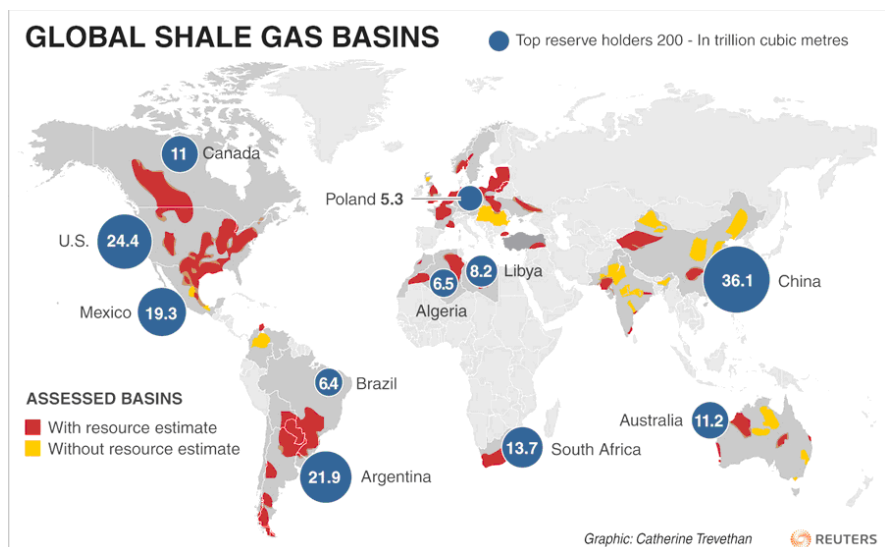 GLOBAL SHALE GAS BASINS
Top reserve holders 200 - In trillion cubic metres
11 Canada
Poland 5.3
U.S. 24.4
8.2 Libya
6.5
Algeria
36.1 China
Mexico 19.3
6.4 Brazil
ASSESSED BASINS
With resource estimate
Without resource estimate
Australia 11.2
13.7 South Africa
21.9 Argentina
Graphic: Catherine Trevethan
REUTERS